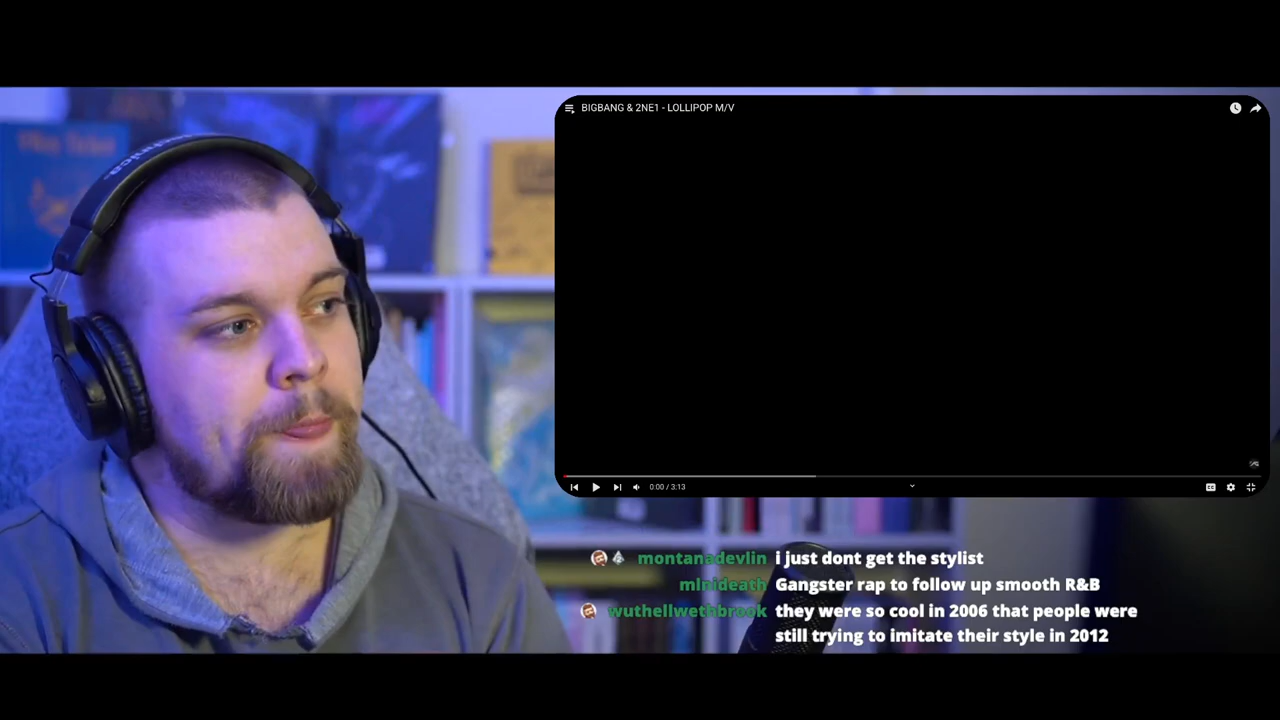 BIGBANG & 2NE1 - LOLLIPOP M/V
0:00 / 3:13
montanadevlin i just dont get the stylist
mlnideath Gangster rap to follow up smooth R&B
wuthellwethbrook they were so cool in 2006 that people were
still trying to imitate their style in 2012